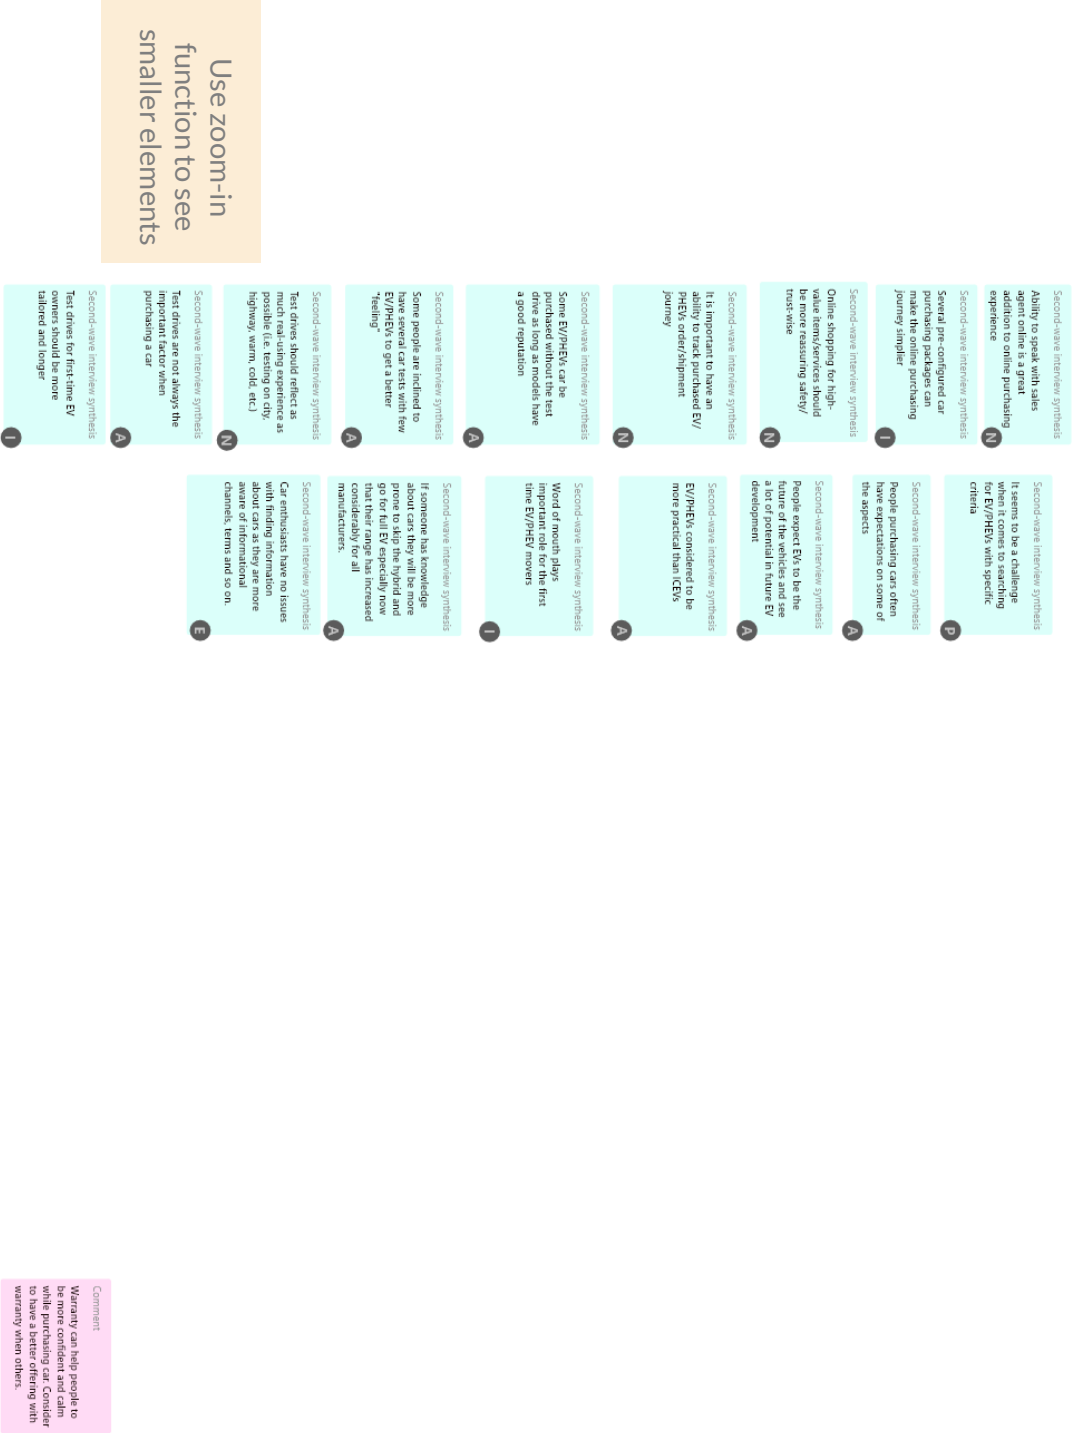 Use zoom-in
function to see
smaller elements
Second-wave interview synthesis
Ability to speak with sales
agent online is a great
addition to online purchasing
experience
N
Second-wave interview synthesis
Several pre-configured car
purchasing packages can
make the online purchasing
journey simplier
I
Second-wave interview synthesis
Online shopping for high-
value items/services should
be more reassuring safety/
trust-wise
N
Second-wave interview synthesis
It is important to have an
ability to track purchased EV/
PHEVs order/shipment
journey
N
Second-wave interview synthesis
Some EV/PHEVs car be
purchased without the test
drive as long as models have
a good reputation
A
Second-wave interview synthesis
Some people are inclined to
have several car tests with few
EV/PHEVs to get a better
"feeling"
A
Second-wave interview synthesis
Test drives should reflect as
much real-using experience as
possible (i.e. testing on city,
highway, warm, cold, etc.)
N
Second-wave interview synthesis
Test drives are not always the
important factor when
purchasing a car
A
Second-wave interview synthesis
Test drives for first-time EV
owners should be more
tailored and longer
I
Second-wave interview synthesis
It seems to be a challenge
when it comes to searching
for EV/PHEVs with specific
criteria
P
Second-wave interview synthesis
People purchasing cars often
have expectations on some of
the aspects
A
Second-wave interview synthesis
People expect EVs to be the
future of the vehicles and see
a lot of potential in future EV
development
A
Second-wave interview synthesis
EV/PHEVs considered to be
more practical than ICEVs
A
Second-wave interview synthesis
Word of mouth plays
important role for the first
time EV/PHEV movers
I
Second-wave interview synthesis
If someone has knowledge
about cars they will be more
prone to skip the hybrid and
go for full EV especially now
that their range has increased
considerably for all
manufacturers.
A
Second-wave interview synthesis
Car enthusiasts have no issues
with finding information
about cars as they are more
aware of informational
channels, terms and so on.
E
Comment
Warranty can help people to
be more confident and calm
while purchasing car. Consider
to have a better offering with
warranty when others.